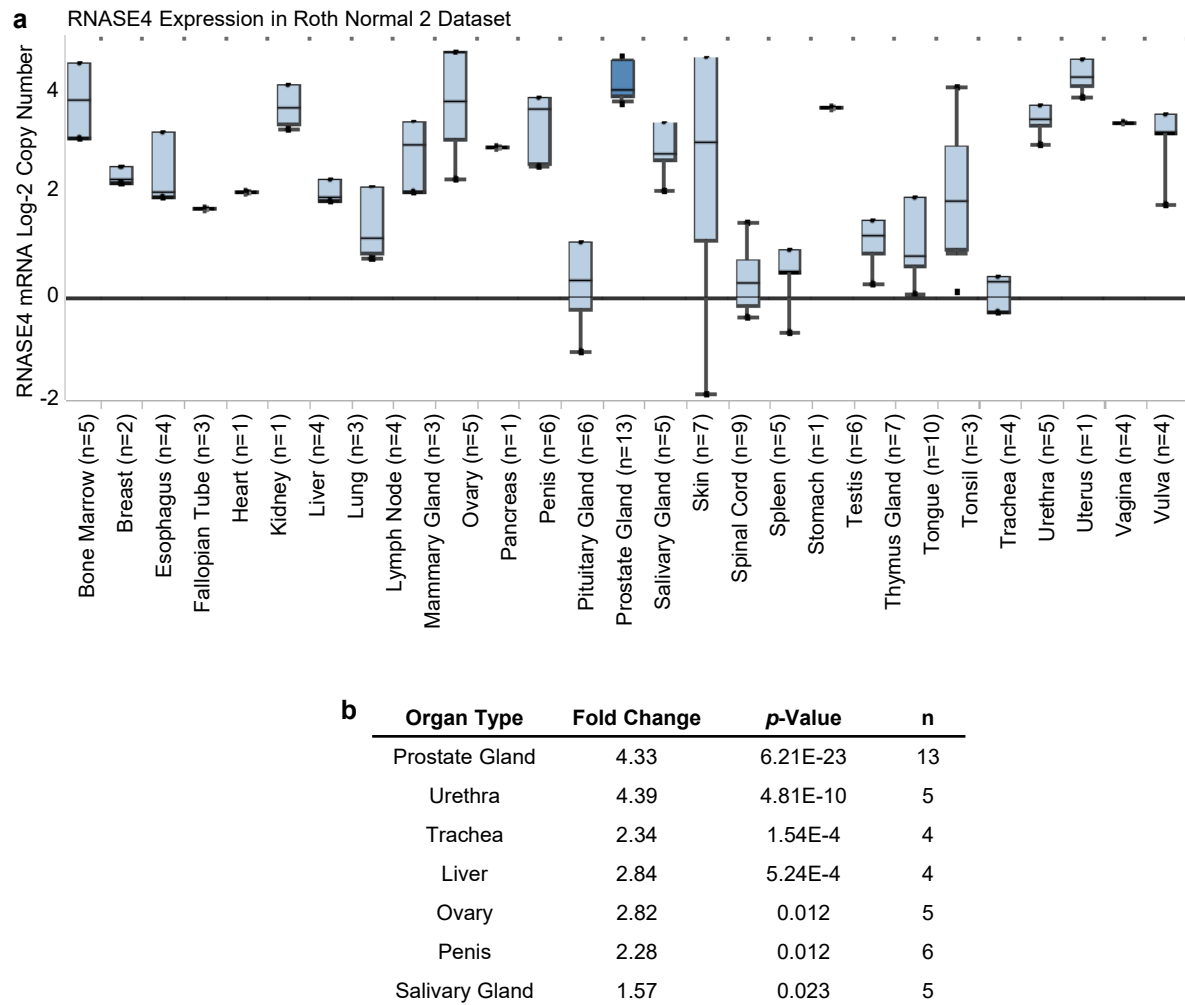 a RNASE4 Expression in Roth Normal 2 Dataset
RNASE4 mRNA Log-2 Copy Number
4
2
0
-2
Bone Marrow (n=5)
Breast (n=2)
Esophagus (n=4)
Fallopian Tube (n=3)
Heart (n=1)
Kidney (n=1)
Liver (n=4)
Lung (n=3)
Lymph Node (n=4)
Mammary Gland (n=3)
Ovary (n=5)
Pancreas (n=1)
Penis (n=6)
Pituitary Gland (n=6)
Prostate Gland (n=13)
Salivary Gland (n=5)
Skin (n=7)
Spinal Cord (n=9)
Spleen (n=5)
Stomach (n=1)
Testis (n=6)
Thymus Gland (n=7)
Tongue (n=10)
Tonsil (n=3)
Trachea (n=4)
Urethra (n=5)
Uterus (n=1)
Vagina (n=4)
Vulva (n=4)
b Organ Type Fold Change p-Value n
Prostate Gland 4.33 6.21E-23 13
Urethra 4.39 4.81E-10 5
Trachea 2.34 1.54E-4 4
Liver 2.84 5.24E-4 4
Ovary 2.82 0.012 5
Penis 2.28 0.012 6
Salivary Gland 1.57 0.023 5